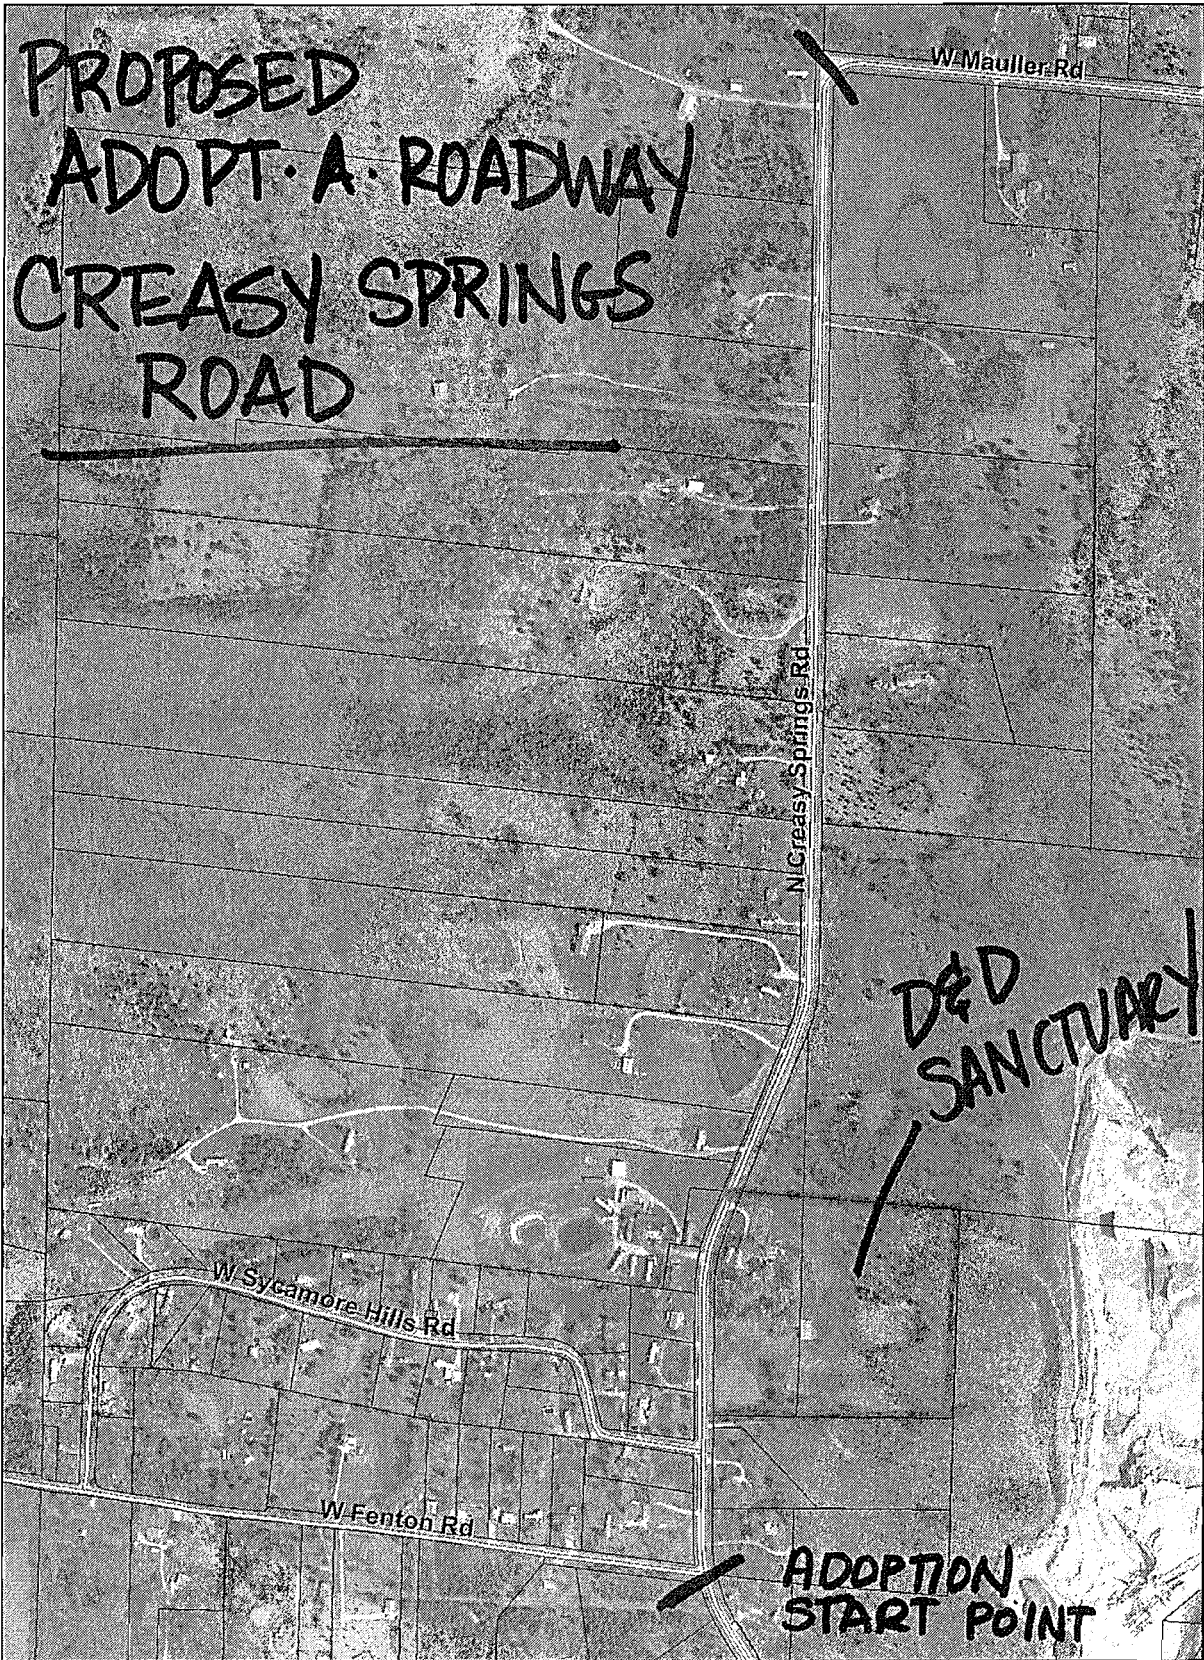 PROPOSED
ADOPT·A·ROADWAY
CREASY SPRINGS
ROAD
W Mauller Rd
N Creasy Springs Rd
D&D
SANCTUARY
W Sycamore Hills Rd
W Fenton Rd
ADOPTION
START POINT